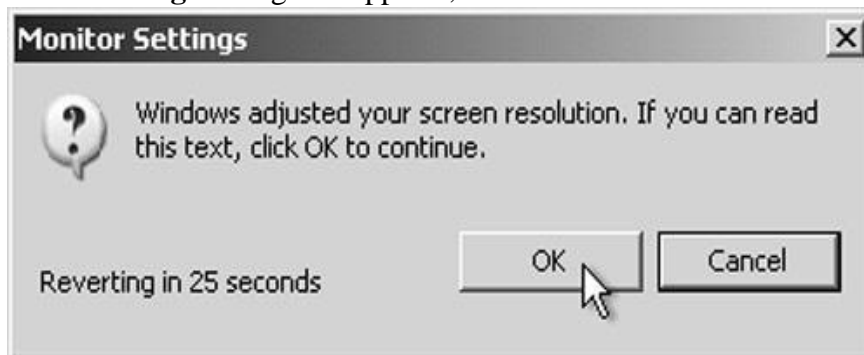 Monitor Settings
Windows adjusted your screen resolution. If you can read
this text, click OK to continue.
OK
Cancel
Reverting in 25 seconds